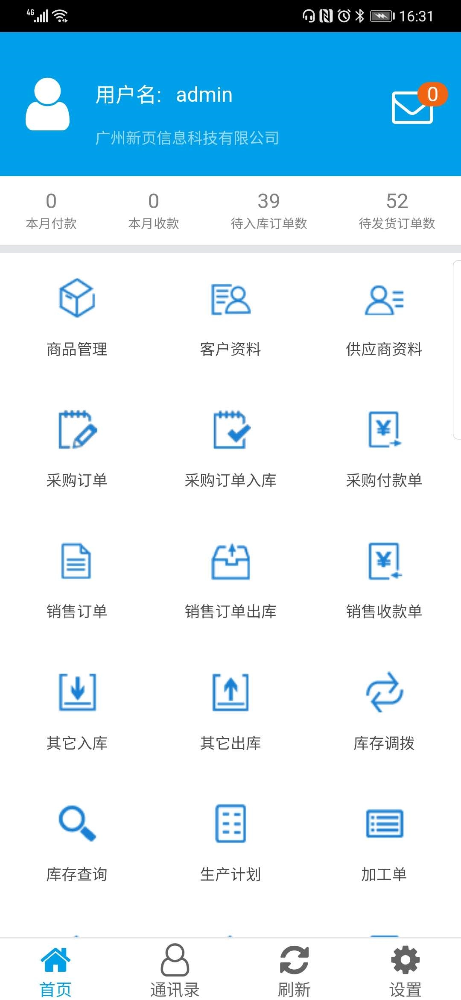 4G 16:31
用户名: admin
0
广州新页信息科技有限公司
0 0 39 52
本月付款 本月收款 待入库订单数 待发货订单数
商品管理 客户资料 供应商资料
¥
采购订单 采购订单入库 采购付款单
¥
销售订单 销售订单出库 销售收款单
其它入库 其它出库 库存调拨
库存查询 生产计划 加工单
首页 通讯录 刷新 设置